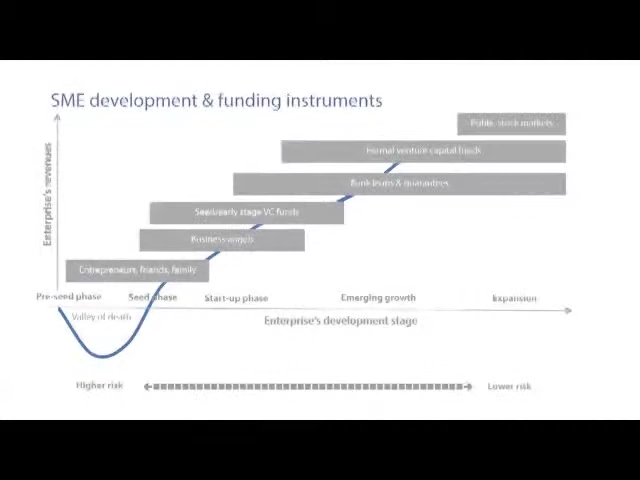 SME development & funding instruments
Public stock markets
Formal venture capital funds
Bank loans & guarantees
Seed/early stage VC funds
Business angels
Entrepreneurs, friends, family
Enterprise's revenues
Pre-seed phase
Seed phase
Start-up phase
Emerging growth
Expansion
Valley of death
Enterprise's development stage
Higher risk
Lower risk